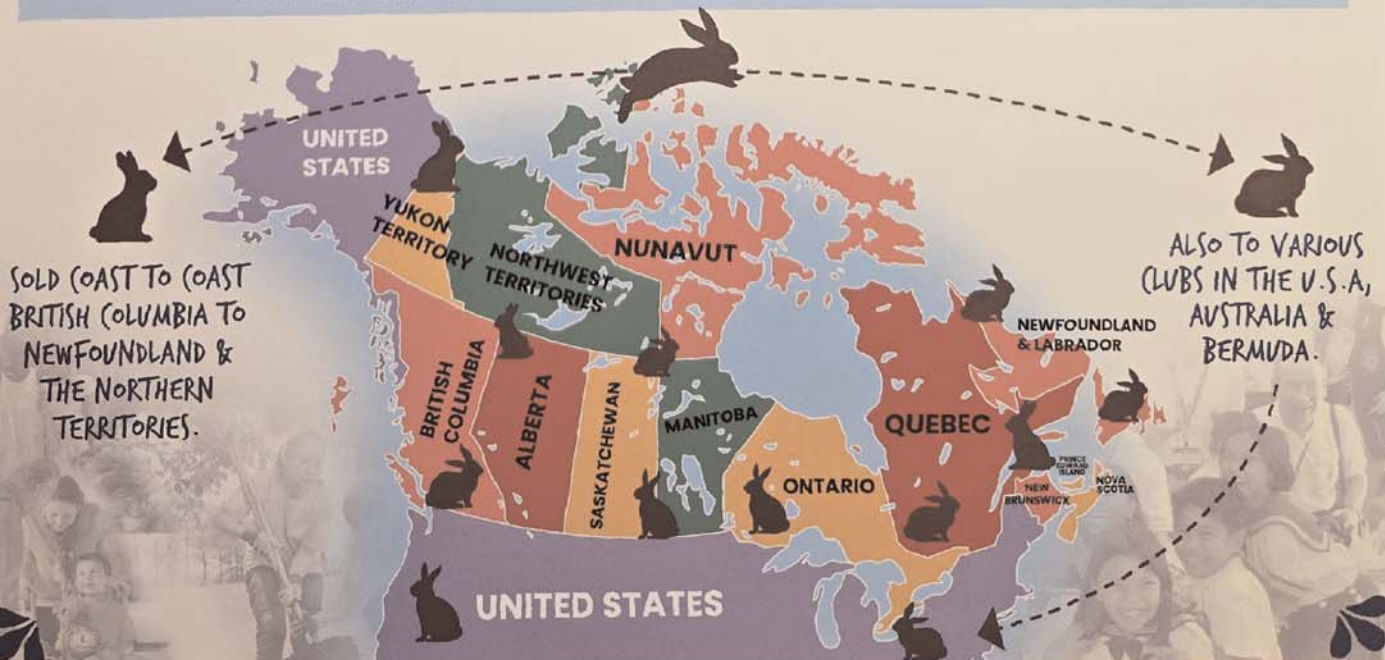 UNITED
STATES
YUKON
TERRITORY
NORTHWEST
TERRITORIES
NUNAVUT
SOLD COAST TO COAST
BRITISH COLUMBIA TO
NEWFOUNDLAND &
THE NORTHERN
TERRITORIES.
ALSO TO VARIOUS
CLUBS IN THE U.S.A,
AUSTRALIA &
BERMUDA.
NEWFOUNDLAND
& LABRADOR
BRITISH
COLUMBIA
ALBERTA
SASKATCHEWAN
MANITOBA
ONTARIO
QUEBEC
PRINCE
EDWARD
ISLAND
NEW
BRUNSWICK
NOVA
SCOTIA
UNITED STATES